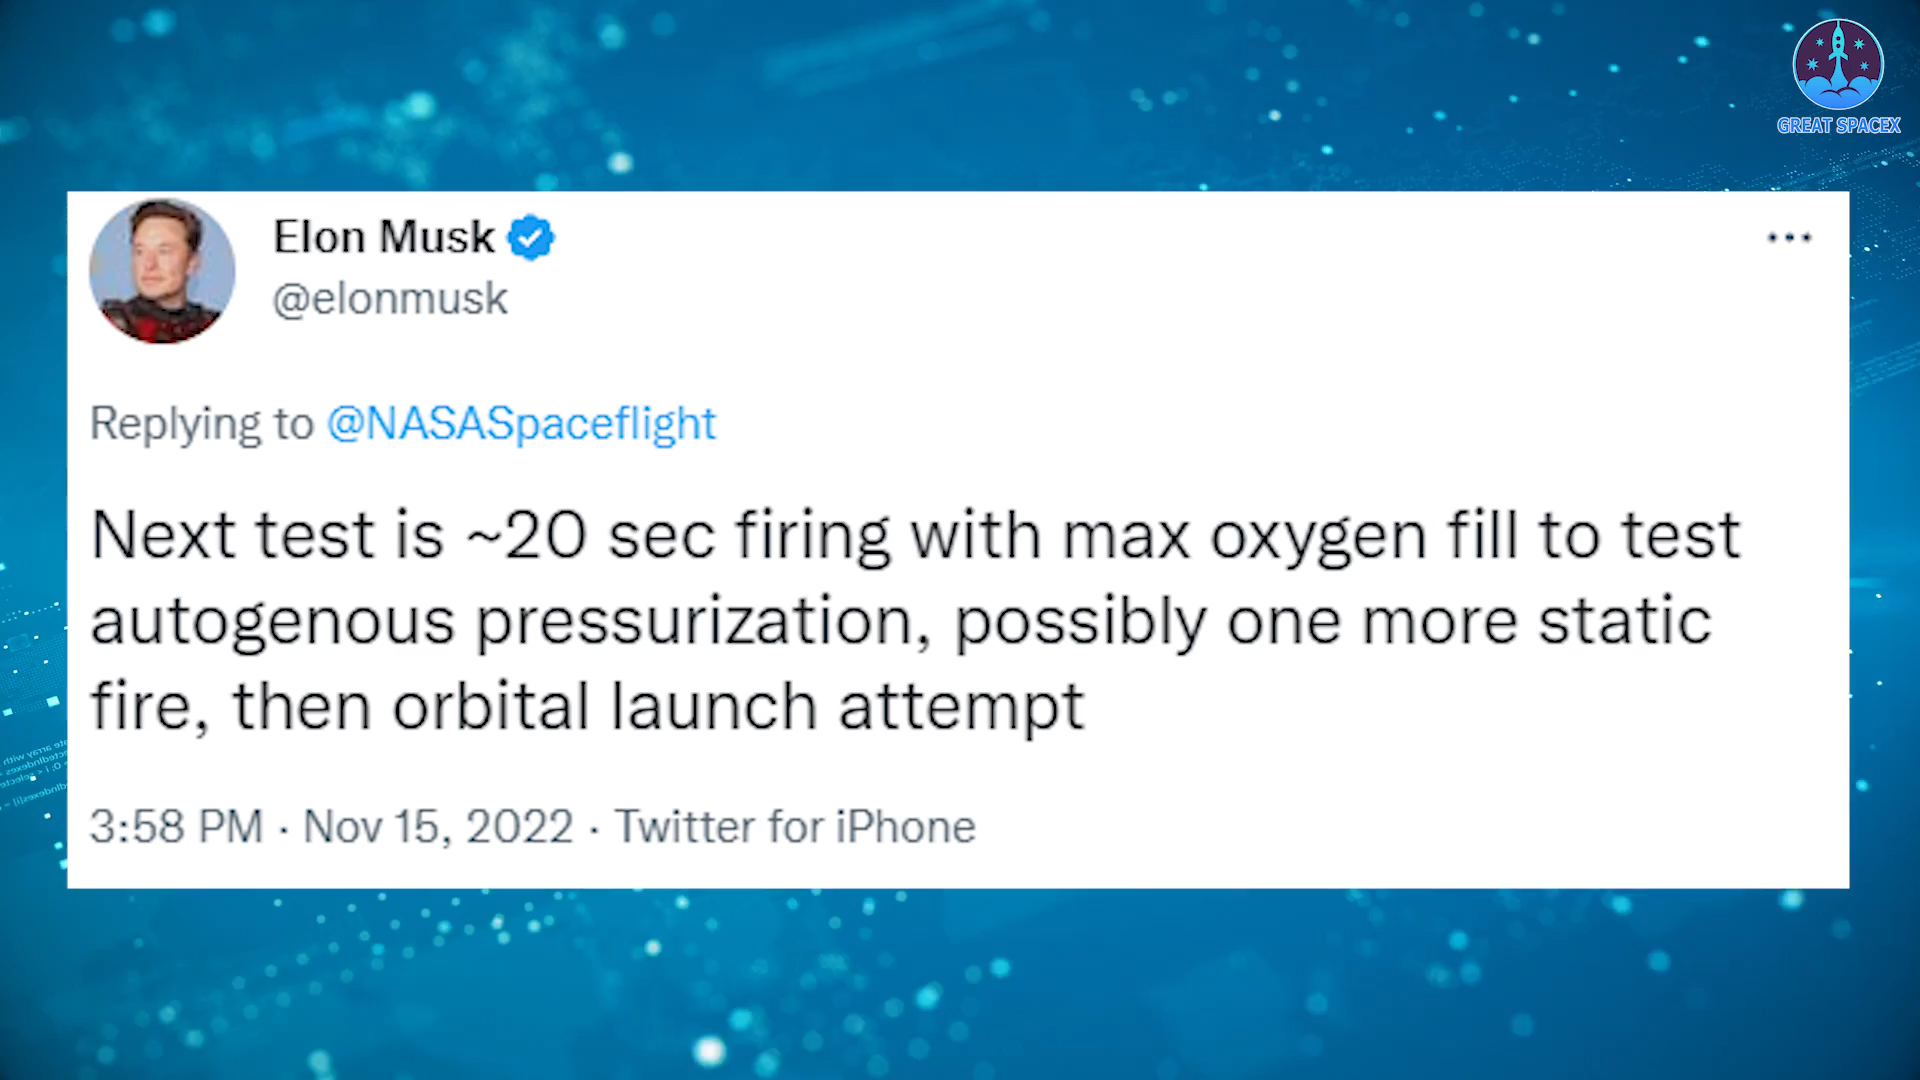 GREAT SPACEX
Elon Musk
@elonmusk
Replying to @NASASpaceflight
Next test is ~20 sec firing with max oxygen fill to test
autogenous pressurization, possibly one more static
fire, then orbital launch attempt
3:58 PM · Nov 15, 2022 · Twitter for iPhone